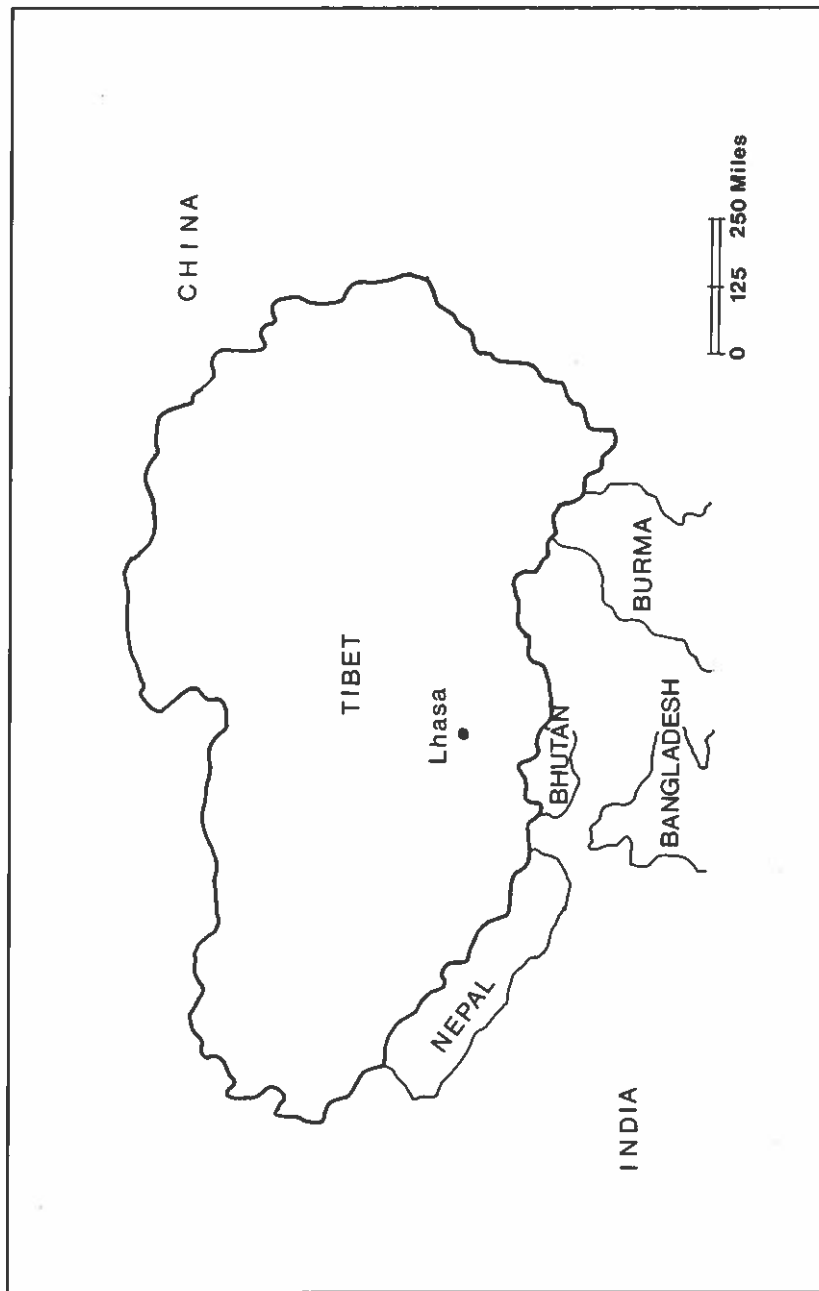 CHINA
TIBET
Lhasa
NEPAL
BHUTAN
BANGLADESH
BURMA
INDIA
0 125 250 Miles